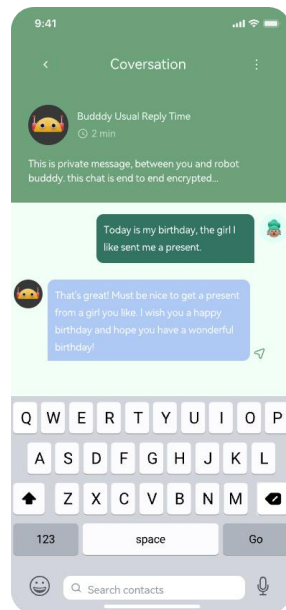 9:41
Coversation
Budddy Usual Reply Time
2 min
This is private message, between you and robot
budddy. this chat is end to end encrypted...
Today is my birthday, the girl I
like sent me a present.
That's great! Must be nice to get a present
from a girl you like. I wish you a happy
birthday and hope you have a wonderful
birthday!
Q W E R T Y U I O P
A S D F G H J K L
Z X C V B N M
123 space Go
Search contacts